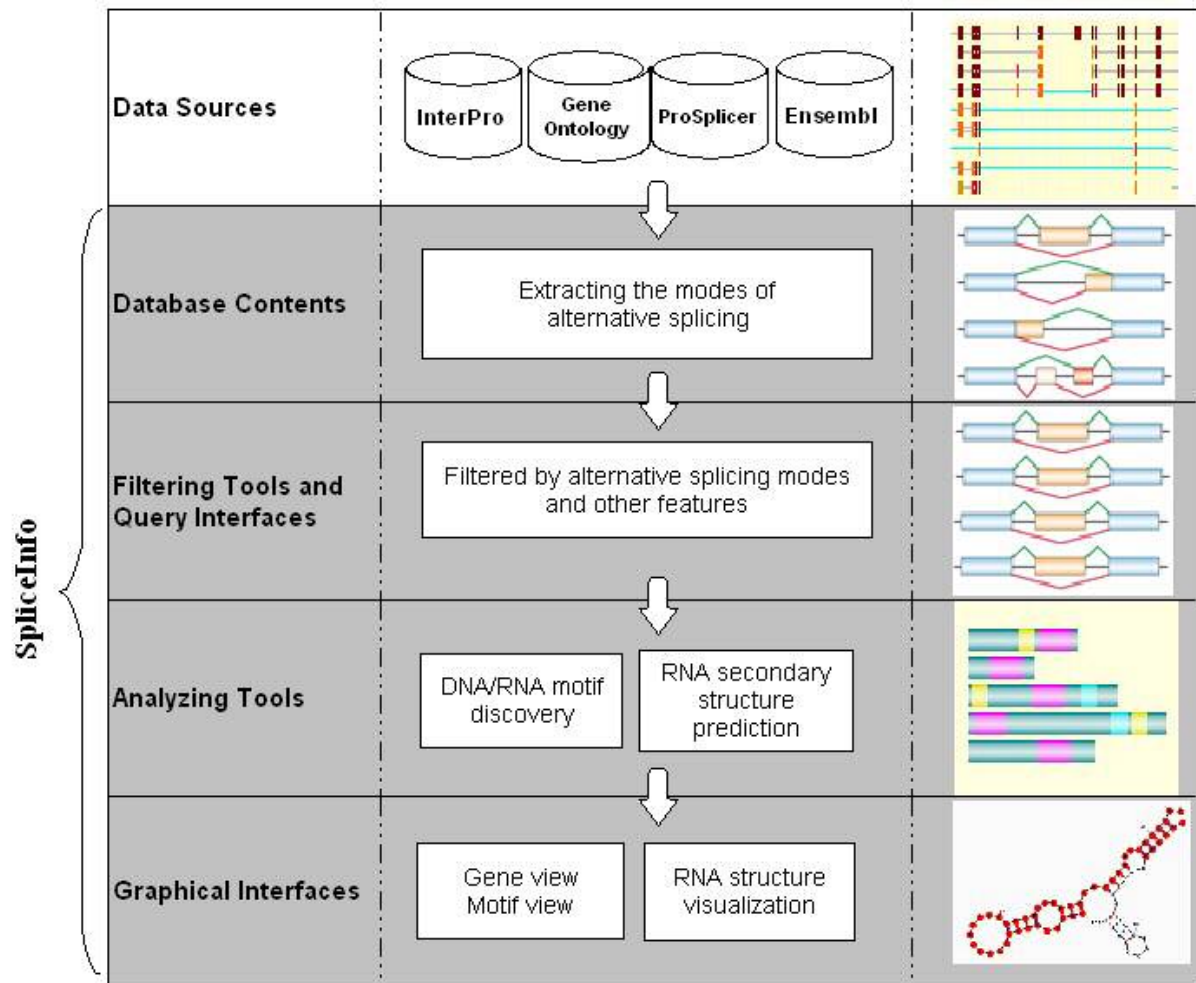 Data Sources
InterPro
Gene
Ontology
ProSplicer
Ensembl
SpliceInfo
Database Contents
Extracting the modes of
alternative splicing
Filtering Tools and
Query Interfaces
Filtered by alternative splicing modes
and other features
Analyzing Tools
DNA/RNA motif
discovery
RNA secondary
structure
prediction
Graphical Interfaces
Gene view
Motif view
RNA structure
visualization